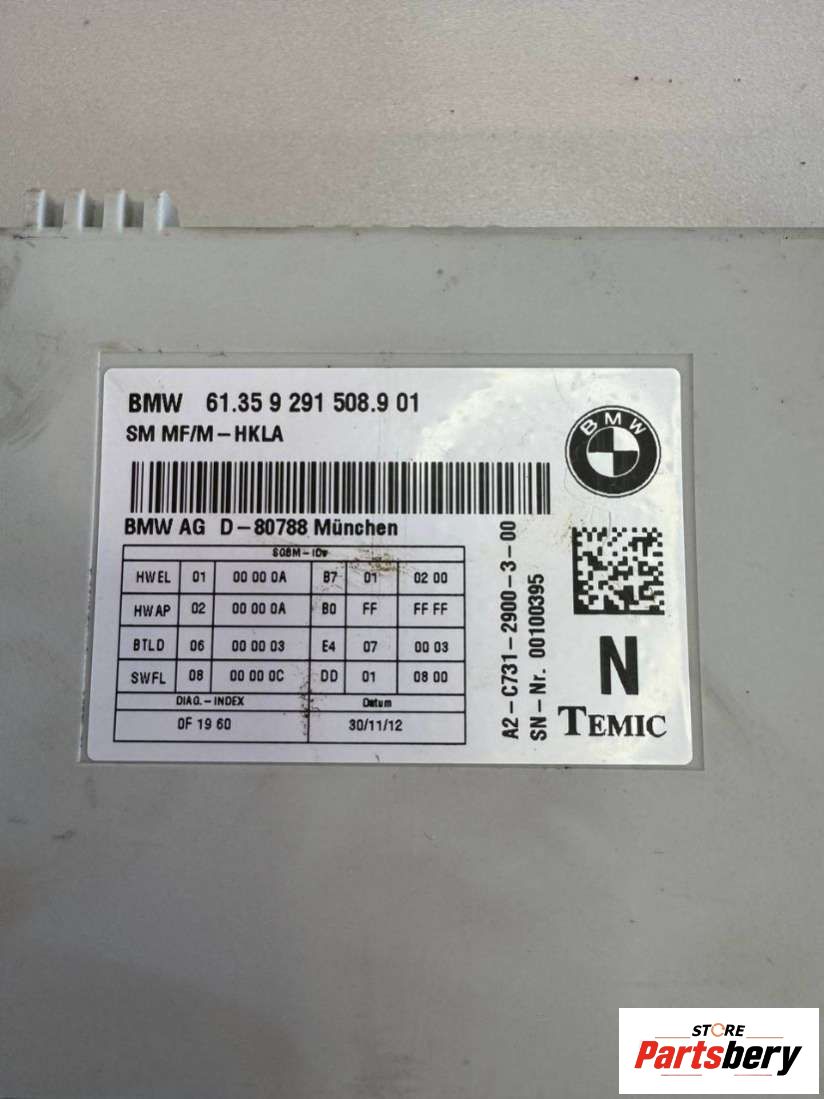 BMW 61.35 9 291 508.9 01
SM MF/M-HKLA
BMW
BMW AG D-80788 München
SGBM-IDs
HWEL 01 00 00 0A B7 01 02 00
HWAP 02 00 00 0A B0 FF FF FF
BTLD 06 00 00 03 E4 07 00 03
SWFL 08 00 00 0C DD 01 08 00
DIAG.-INDEX Datum
0F 19 60 30/11/12
A2-C731-2900-3-00
SN-Nr. 00100395
N
TEMIC
STORE
Partsbery